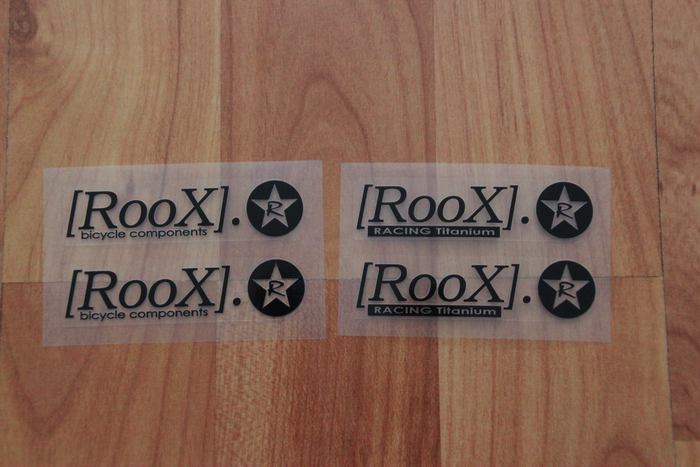 [RooX]. R
bicycle components
[RooX]. R
bicycle components
[RooX]. R
RACING Titanium
[RooX]. R
RACING Titanium